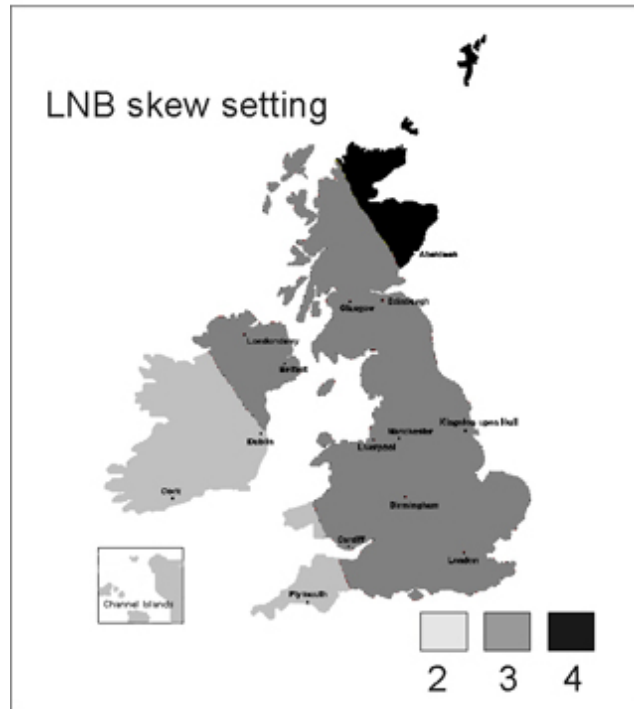 LNB skew setting
Aberdeen
Glasgow
Edinburgh
Londonderry
Belfast
Dublin
Kingston upon Hull
Manchester
Liverpool
Cork
Birmingham
Cardiff
London
Channel Islands
Plymouth
2 3 4